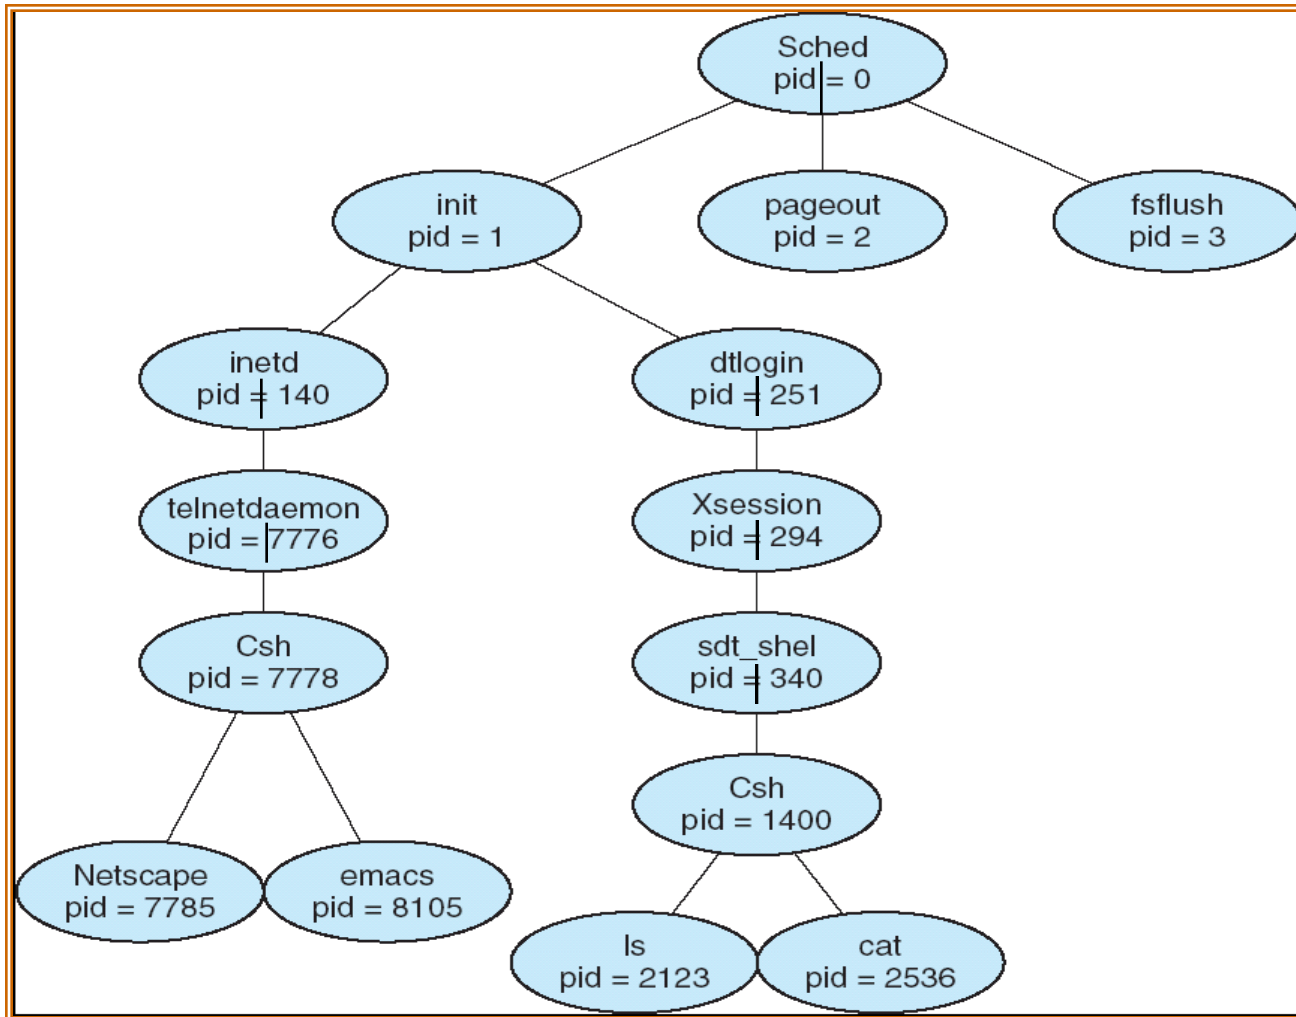 Sched
pid = 0
init
pid = 1
pageout
pid = 2
fsflush
pid = 3
inetd
pid = 140
dtlogin
pid = 251
telnetdaemon
pid = 7776
Xsession
pid = 294
Csh
pid = 7778
sdt_shel
pid = 340
Csh
pid = 1400
Netscape
pid = 7785
emacs
pid = 8105
ls
pid = 2123
cat
pid = 2536